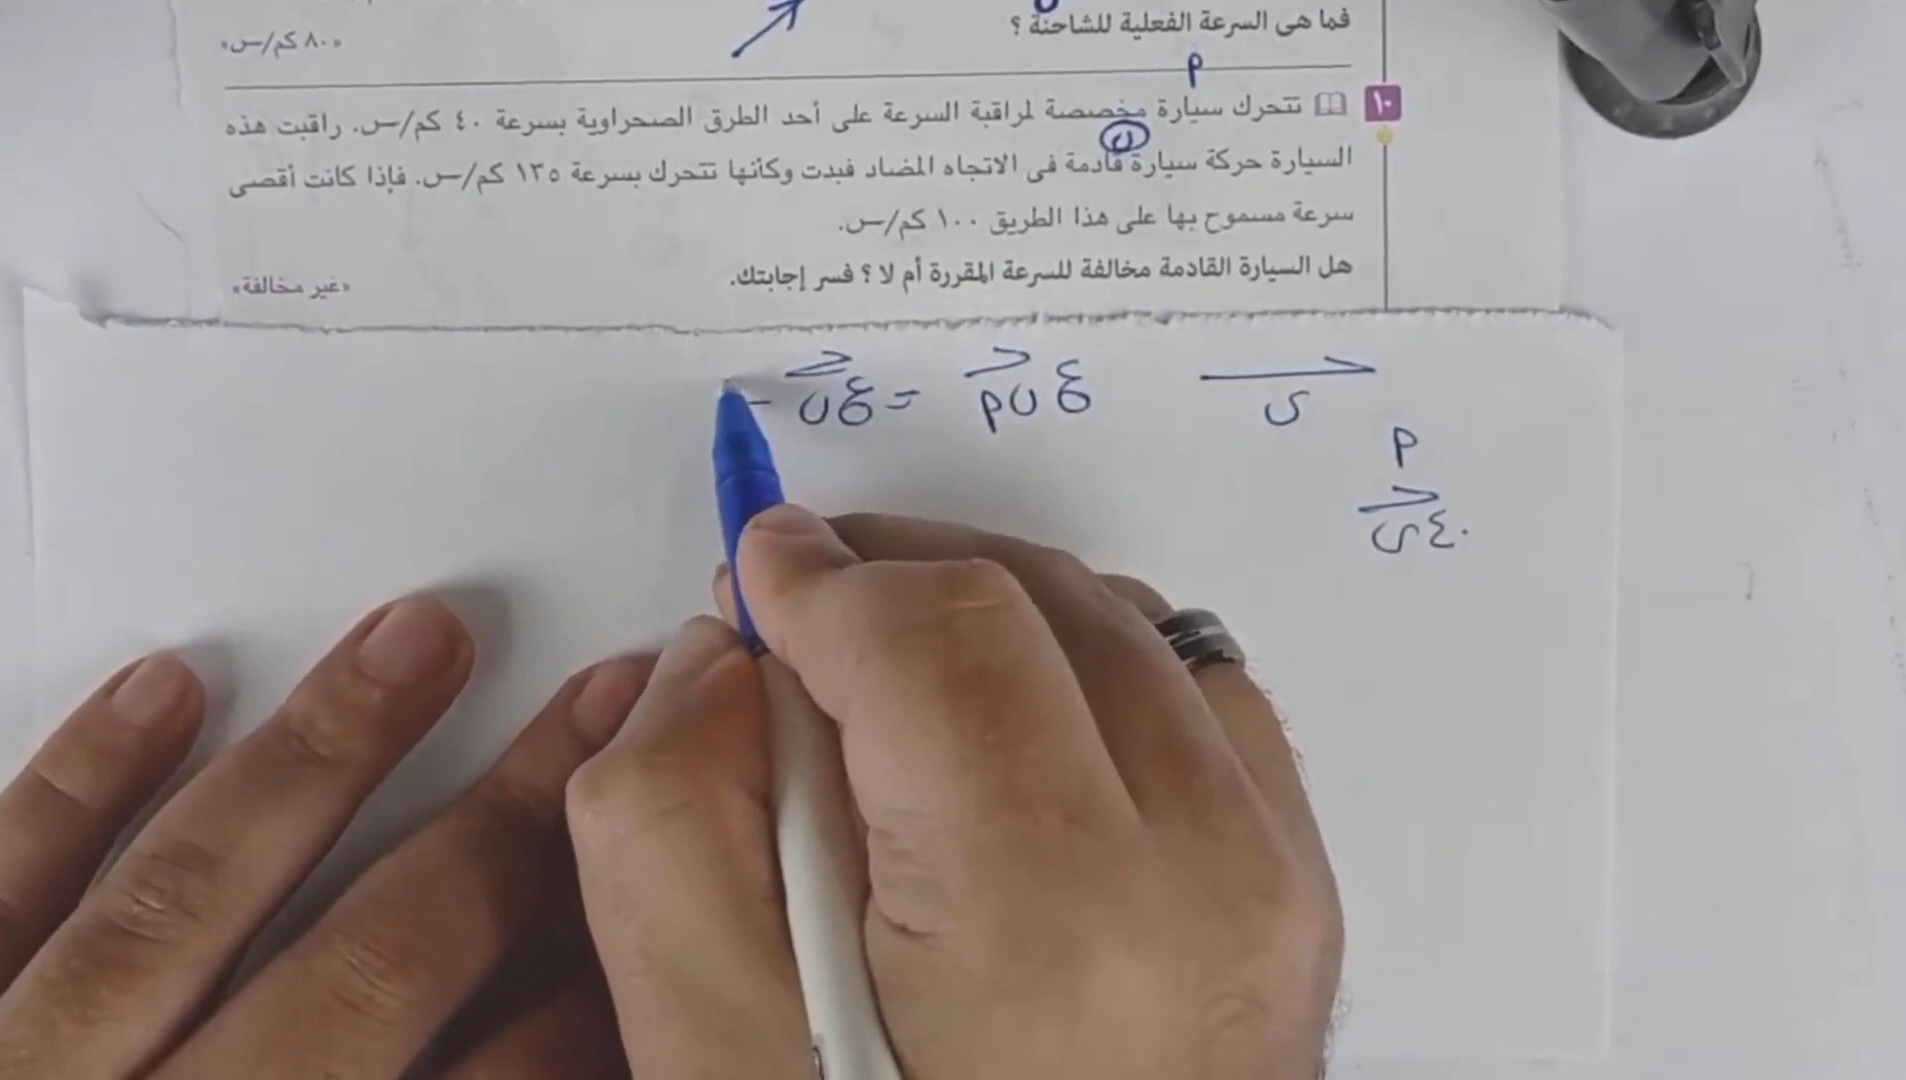 فما هى السرعة الفعلية للشاحنة ؟
«٨٠ كم/س»
م
١٠ تتحرك سيارة مخصصة لمراقبة السرعة على أحد الطرق الصحراوية بسرعة ٤٠ كم/س. راقبت هذه
ن
السيارة حركة سيارة قادمة فى الاتجاه المضاد فبدت وكأنها تتحرك بسرعة ١٣٥ كم/س. فإذا كانت أقصى
سرعة مسموح بها على هذا الطريق ١٠٠ كم/س.
هل السيارة القادمة مخالفة للسرعة المقررة أم لا ؟ فسر إجابتك.
«غير مخالفة»
ى
ع ن م = ع ن -
م
٤٠ ى